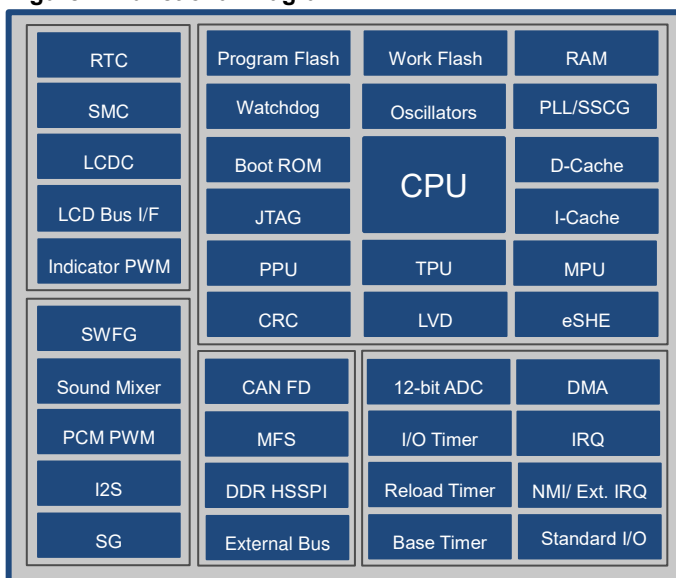 RTC
SMC
LCDC
LCD Bus I/F
Indicator PWM
Program Flash
Work Flash
RAM
Watchdog
Oscillators
PLL/SSCG
Boot ROM
CPU
D-Cache
JTAG
I-Cache
PPU
TPU
MPU
CRC
LVD
eSHE
SWFG
Sound Mixer
PCM PWM
I2S
SG
CAN FD
MFS
DDR HSSPI
External Bus
12-bit ADC
DMA
I/O Timer
IRQ
Reload Timer
NMI/ Ext. IRQ
Base Timer
Standard I/O